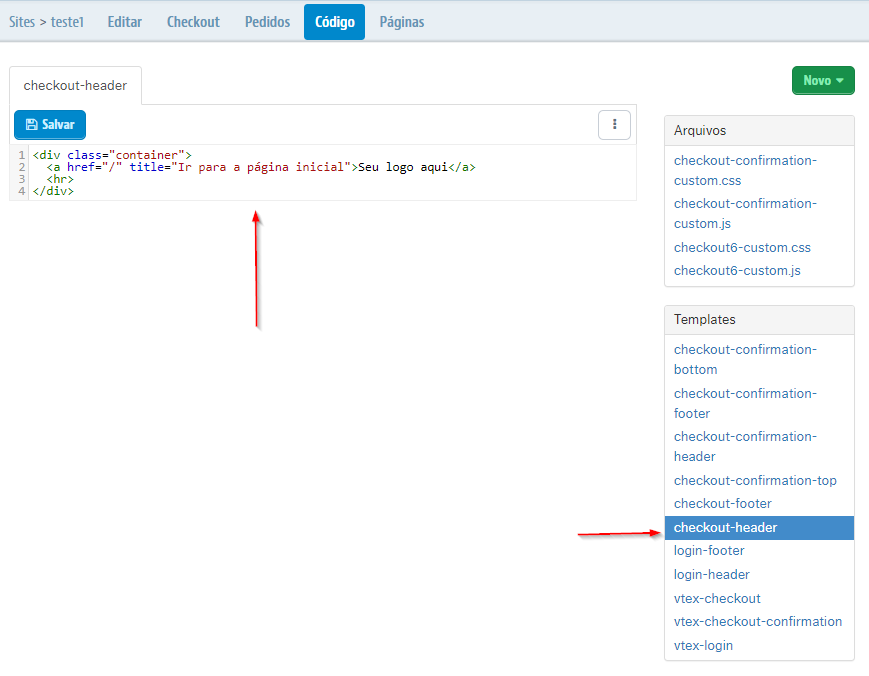 Sites > teste1 Editar Checkout Pedidos Código Páginas
checkout-header
Novo
Salvar
1 <div class="container">
2 <a href="/" title="Ir para a página inicial">Seu logo aqui</a>
3 <hr>
4 </div>
Arquivos
checkout-confirmation-
custom.css
checkout-confirmation-
custom.js
checkout6-custom.css
checkout6-custom.js
Templates
checkout-confirmation-
bottom
checkout-confirmation-
footer
checkout-confirmation-
header
checkout-confirmation-top
checkout-footer
checkout-header
login-footer
login-header
vtex-checkout
vtex-checkout-confirmation
vtex-login